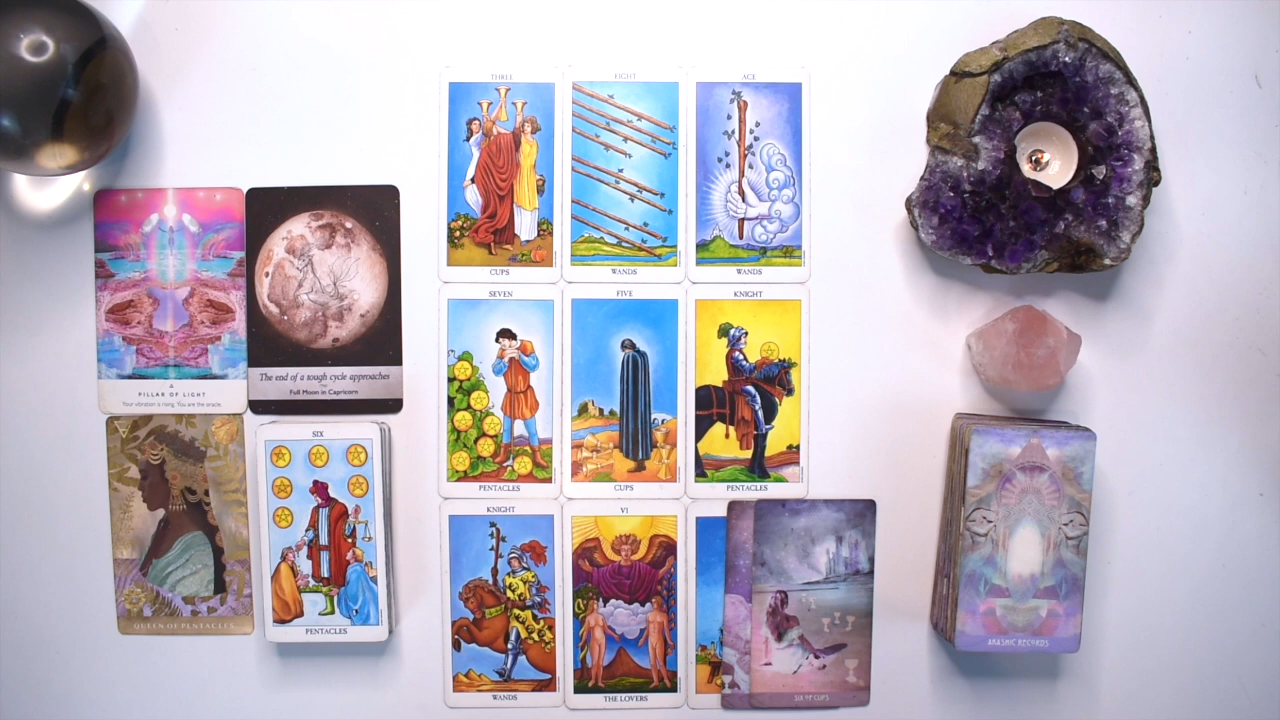 THREE
CUPS
EIGHT
WANDS
ACE
WANDS
PILLAR OF LIGHT
Your vibration is rising. You are the oracle.
The end of a tough cycle approaches
Full Moon in Capricorn
SEVEN
PENTACLES
FIVE
CUPS
KNIGHT
PENTACLES
QUEEN OF PENTACLES
SIX
PENTACLES
KNIGHT
WANDS
VI
THE LOVERS
SIX OF CUPS
AKASHIC RECORDS